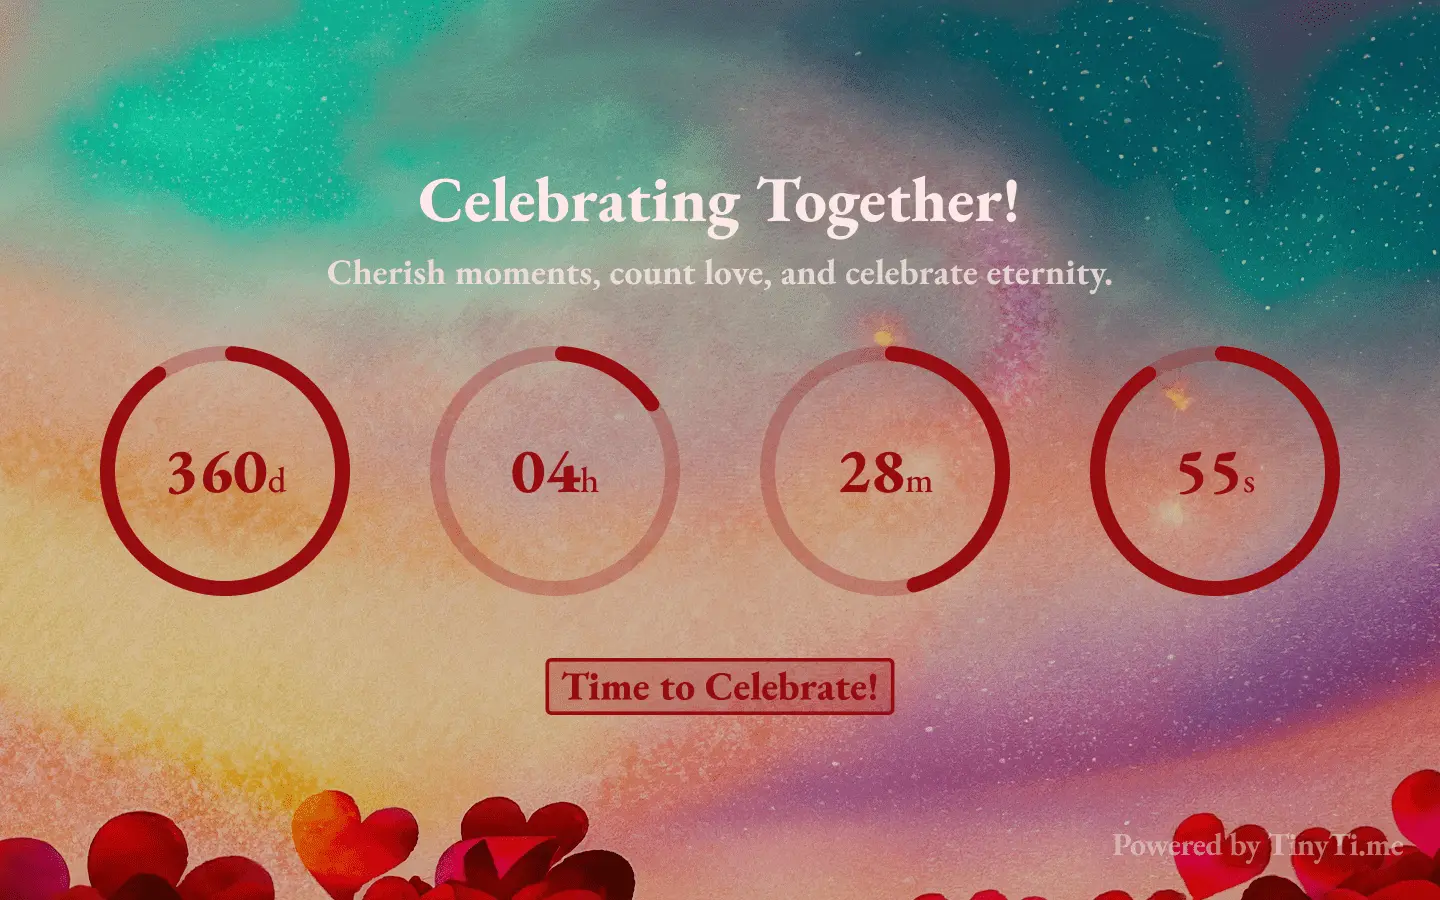 Celebrating Together!
Cherish moments, count love, and celebrate eternity.
360d 04h 28m 55s
Time to Celebrate!
Powered by TinyTi.me